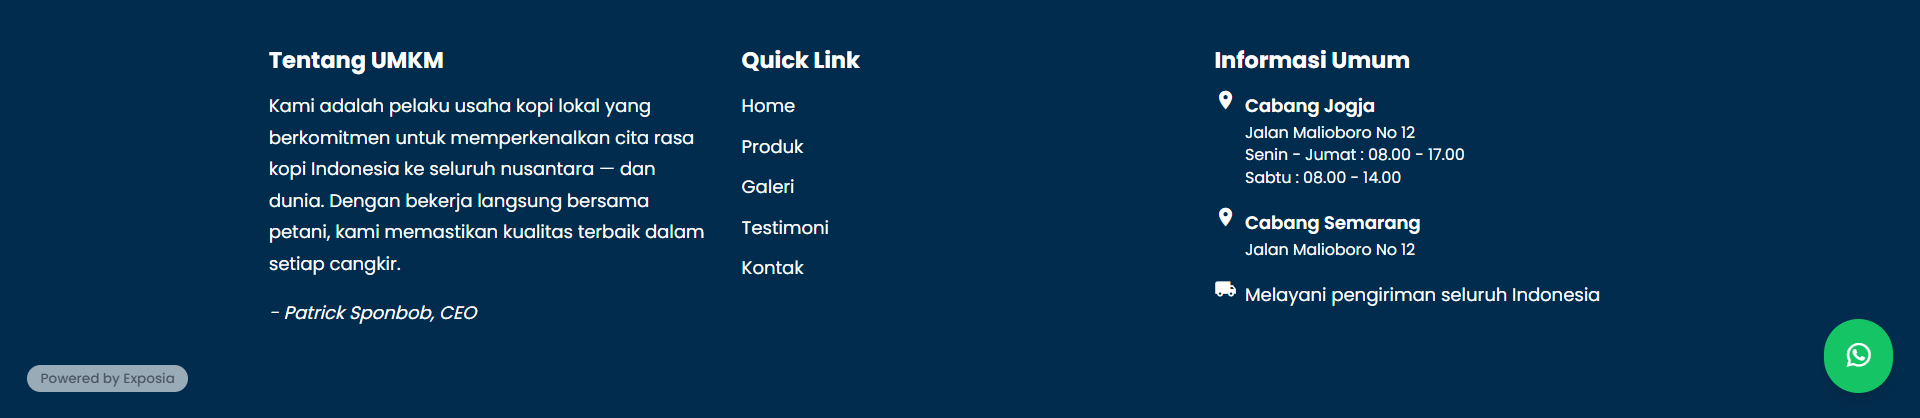 Tentang UMKM
Kami adalah pelaku usaha kopi lokal yang
berkomitmen untuk memperkenalkan cita rasa
kopi Indonesia ke seluruh nusantara — dan
dunia. Dengan bekerja langsung bersama
petani, kami memastikan kualitas terbaik dalam
setiap cangkir.
- Patrick Sponbob, CEO
Quick Link
Home
Produk
Galeri
Testimoni
Kontak
Informasi Umum
Cabang Jogja
Jalan Malioboro No 12
Senin - Jumat : 08.00 - 17.00
Sabtu : 08.00 - 14.00
Cabang Semarang
Jalan Malioboro No 12
Melayani pengiriman seluruh Indonesia
Powered by Exposia